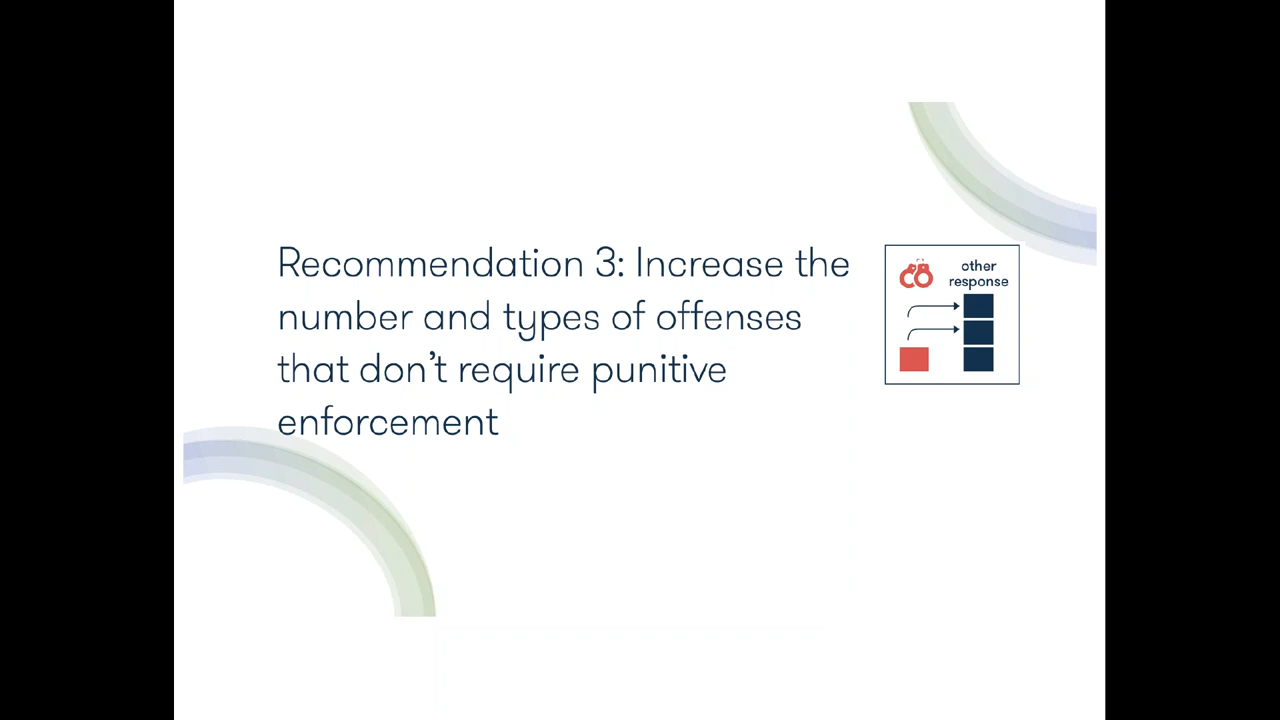 Recommendation 3: Increase the
number and types of offenses
that don’t require punitive
enforcement
other
response